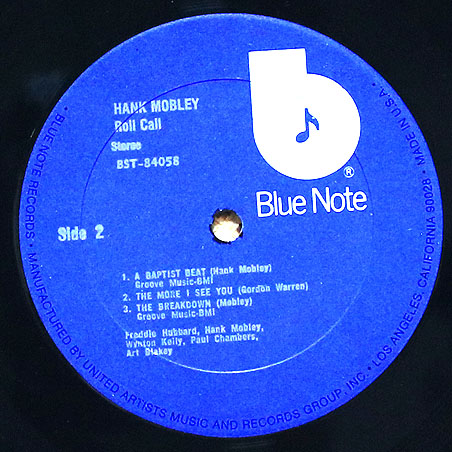 HANK MOBLEY
Roll Call
Stereo
BST-84058
Blue Note
®
Side 2
1. A BAPTIST BEAT (Hank Mobley)
Groove Music-BMI
2. THE MORE I SEE YOU (Gordon Warren)
3. THE BREAKDOWN (Mobley)
Groove Music-BMI
Freddie Hubbard, Hank Mobley,
Wynton Kelly, Paul Chambers,
Art Blakey
• BLUE NOTE RECORDS • MANUFACTURED BY UNITED ARTISTS MUSIC AND RECORDS GROUP, INC. • LOS ANGELES, CALIFORNIA 90028 • MADE IN U.S.A.